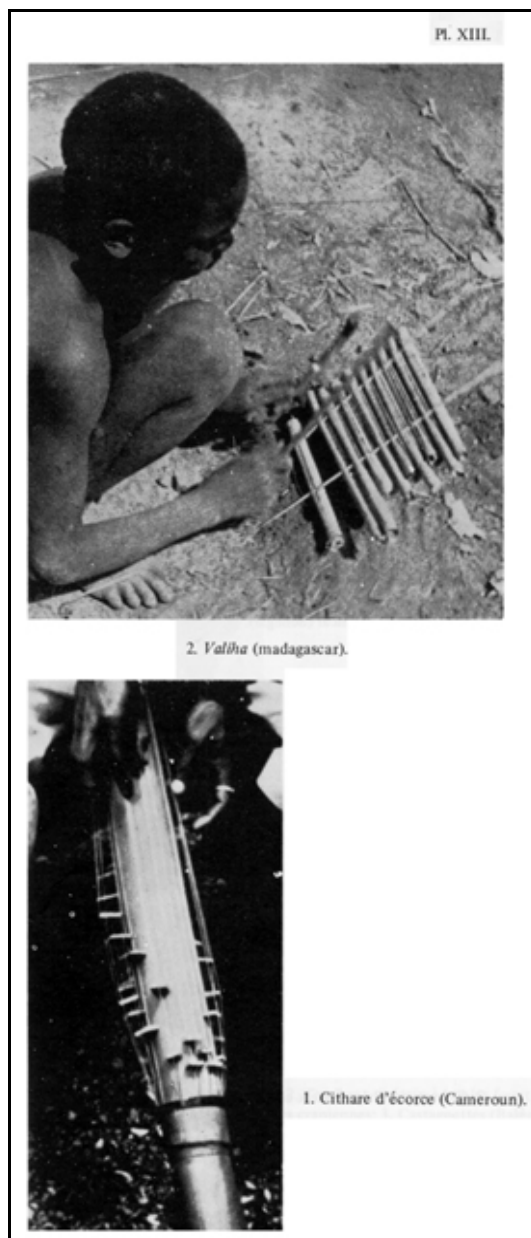 Pl. XIII.
2. Valiha (madagascar).
1. Cithare d'écorce (Cameroun).